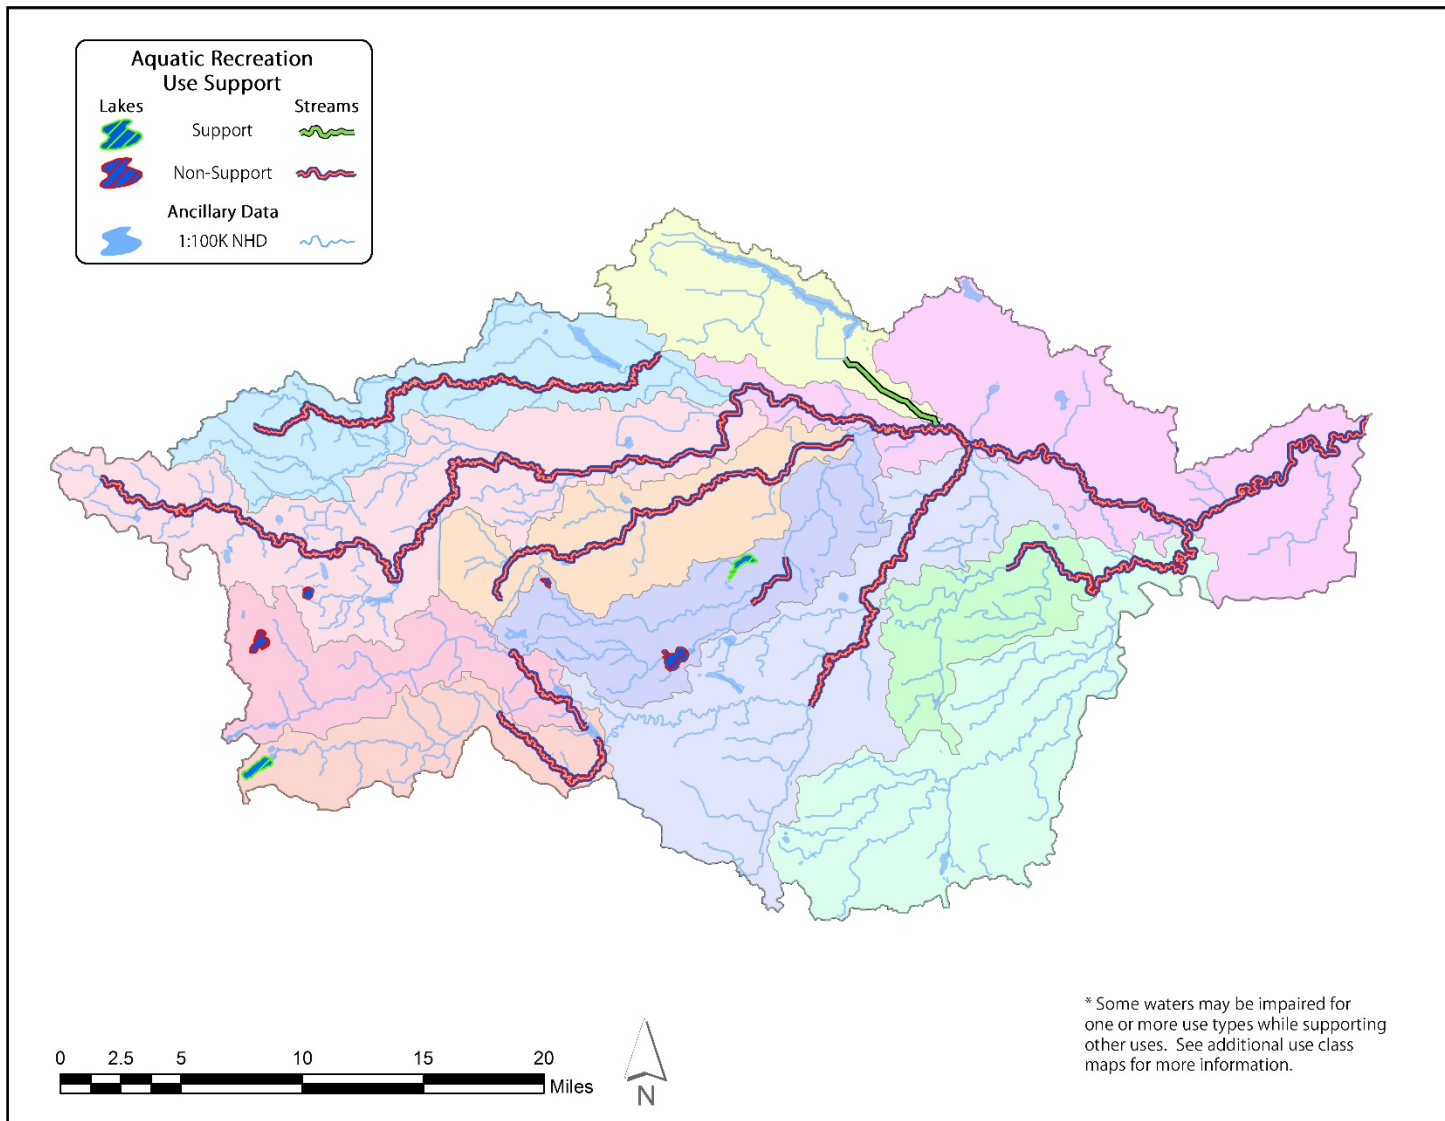 Aquatic Recreation
Use Support
Lakes Streams
Support
Non-Support
Ancillary Data
1:100K NHD
* Some waters may be impaired for
one or more use types while supporting
other uses. See additional use class
maps for more information.
0 2.5 5 10 15 20
Miles
N